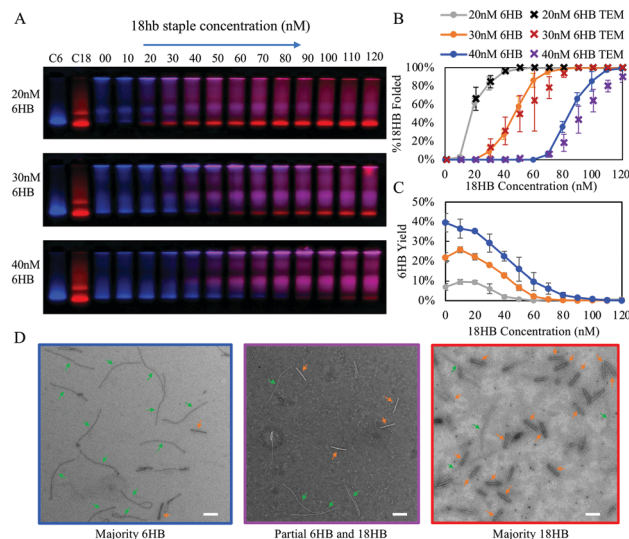 A
18hb staple concentration (nM)
C6 C18 00 10 20 30 40 50 60 70 80 90 100 110 120
20nM
6HB
30nM
6HB
40nM
6HB
B
20nM 6HB 20nM 6HB TEM
30nM 6HB 30nM 6HB TEM
40nM 6HB 40nM 6HB TEM
%18HB Folded
100%
80%
60%
40%
20%
0%
0 10 20 30 40 50 60 70 80 90 100 120
18HB Concentration (nM)
C
6HB Yield
50%
40%
30%
20%
10%
0%
0 10 20 30 40 50 60 70 80 90 100 110 120
18HB Concentration (nM)
D
Majority 6HB
Partial 6HB and 18HB
Majority 18HB